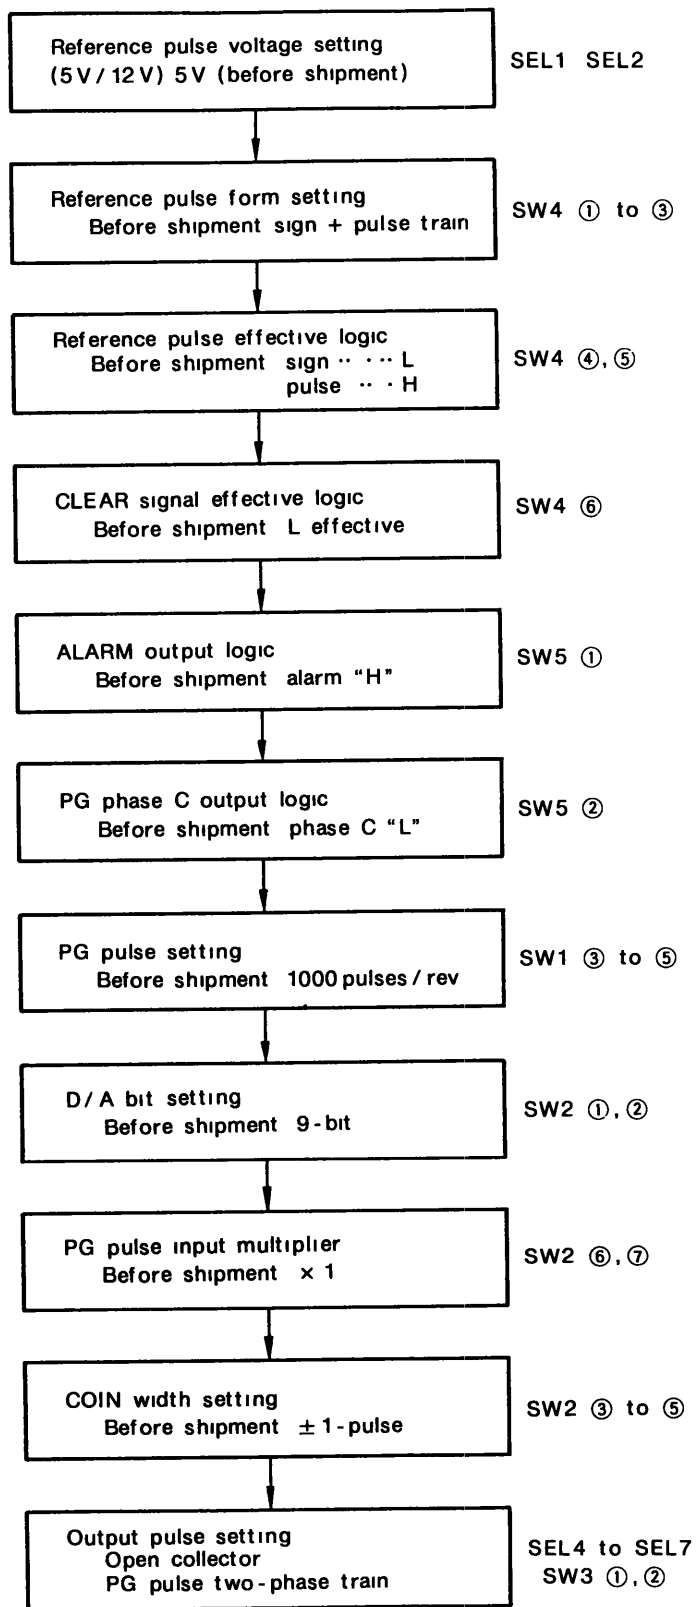 Reference pulse voltage setting
(5V/12V) 5V (before shipment)
SEL1 SEL2
Reference pulse form setting
Before shipment sign + pulse train
SW4 ① to ③
Reference pulse effective logic
Before shipment sign ·· ··· L
pulse ·· · H
SW4 ④, ⑤
CLEAR signal effective logic
Before shipment L effective
SW4 ⑥
ALARM output logic
Before shipment alarm "H"
SW5 ①
PG phase C output logic
Before shipment phase C "L"
SW5 ②
PG pulse setting
Before shipment 1000 pulses / rev
SW1 ③ to ⑤
D/A bit setting
Before shipment 9-bit
SW2 ①, ②
PG pulse input multiplier
Before shipment × 1
SW2 ⑥, ⑦
COIN width setting
Before shipment ± 1-pulse
SW2 ③ to ⑤
Output pulse setting
Open collector
PG pulse two-phase train
SEL4 to SEL7
SW3 ①, ②